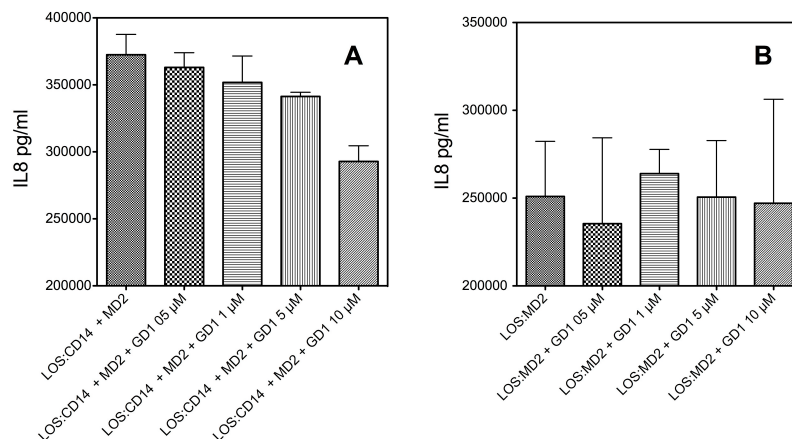 A
IL8 pg/ml
400000
350000
300000
250000
200000
LOS:CD14 + MD2
LOS:CD14 + MD2 + GD1 05 µM
LOS:CD14 + MD2 + GD1 1 µM
LOS:CD14 + MD2 + GD1 5 µM
LOS:CD14 + MD2 + GD1 10 µM
B
IL8 pg/ml
350000
300000
250000
200000
LOS:MD2
LOS:MD2 + GD1 05 µM
LOS:MD2 + GD1 1 µM
LOS:MD2 + GD1 5 µM
LOS:MD2 + GD1 10 µM